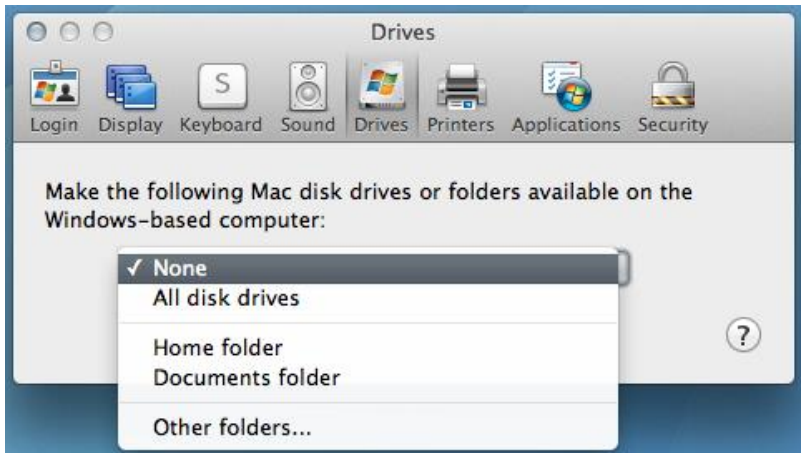 Drives
S
Login Display Keyboard Sound Drives Printers Applications Security
Make the following Mac disk drives or folders available on the
Windows-based computer:
✓ None
All disk drives
Home folder
Documents folder
?
Other folders...